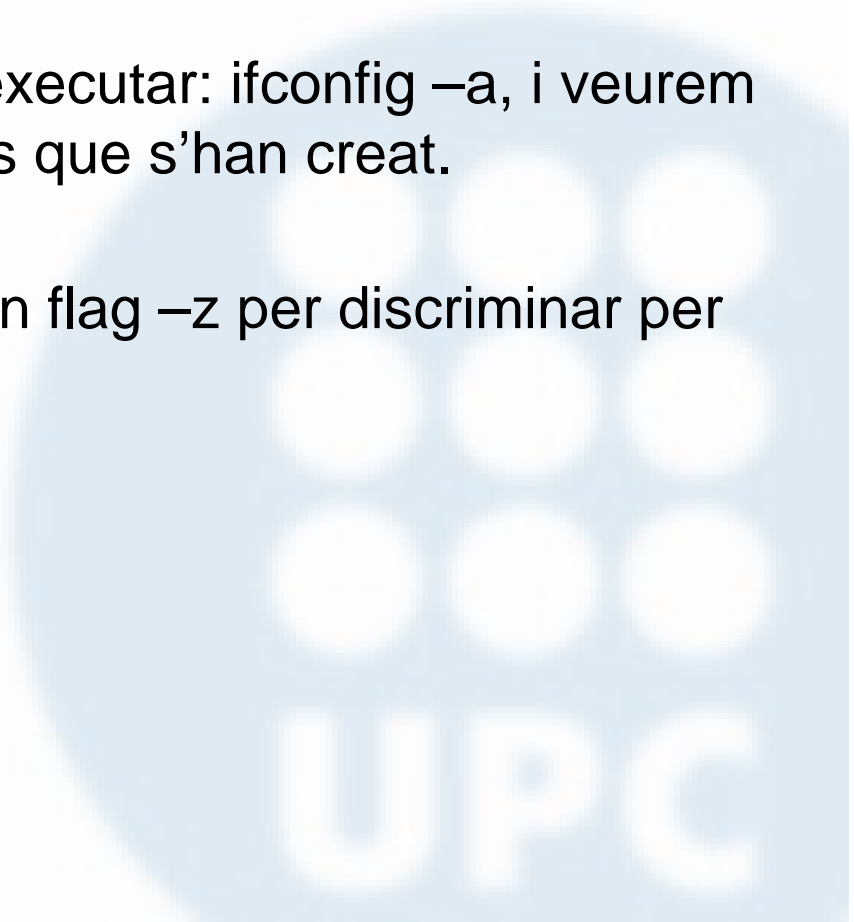 executar: ifconfig –a, i veurem
s que s’han creat.
n flag –z per discriminar per
UPC